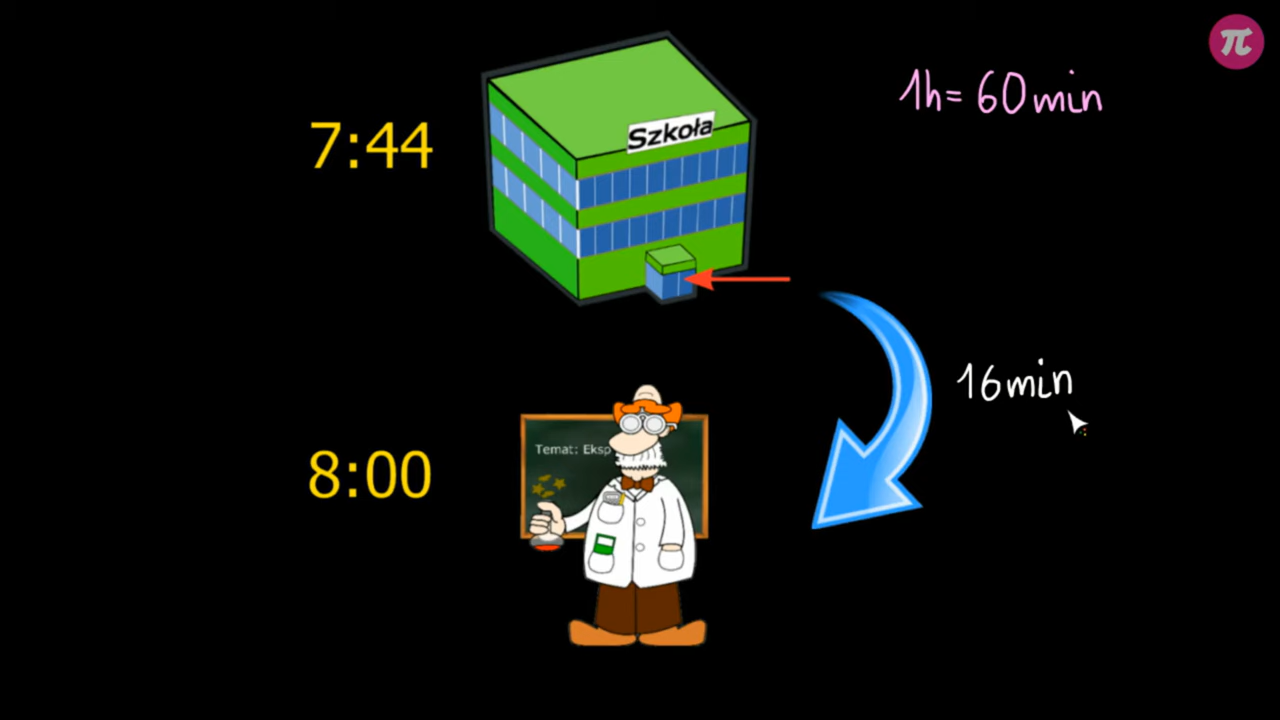 π
1h= 60min
7:44
Szkoła
16min
8:00
Temat: Eksp